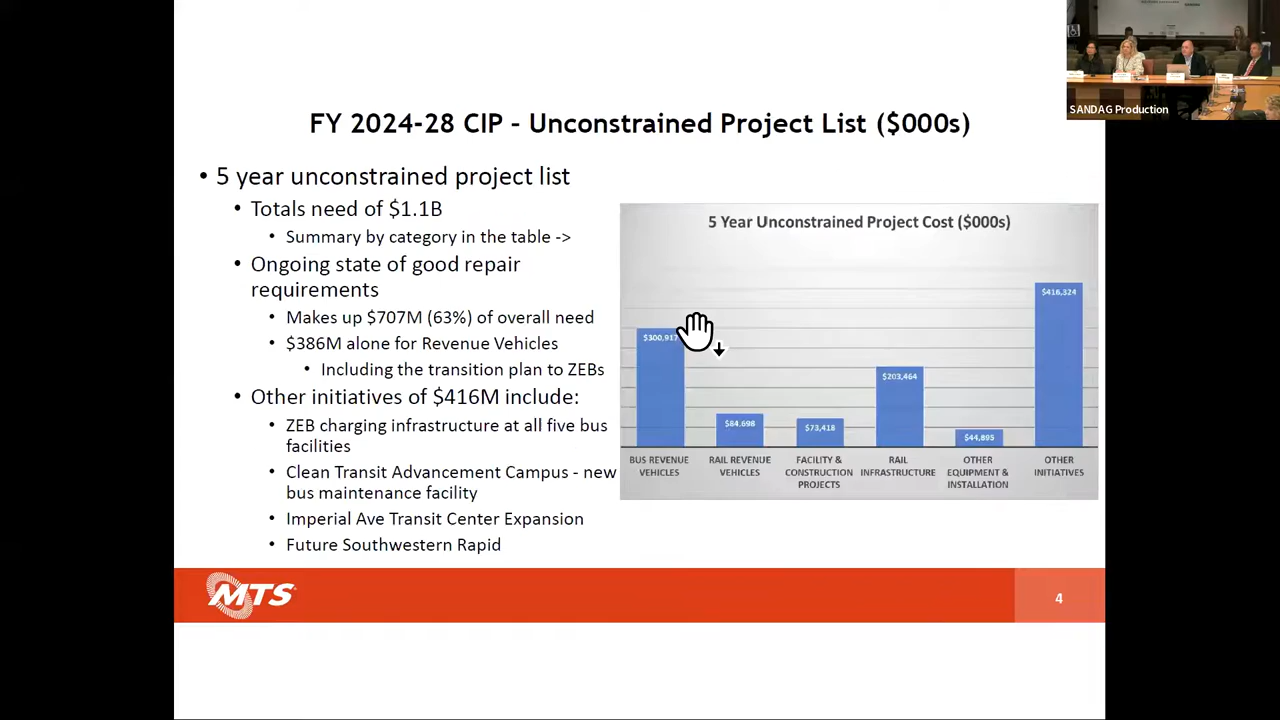 SANDAG Production
FY 2024-28 CIP – Unconstrained Project List ($000s)
• 5 year unconstrained project list
• Totals need of $1.1B
• Summary by category in the table ->
• Ongoing state of good repair
requirements
• Makes up $707M (63%) of overall need
• $386M alone for Revenue Vehicles
• Including the transition plan to ZEBs
• Other initiatives of $416M include:
• ZEB charging infrastructure at all five bus
facilities
• Clean Transit Advancement Campus - new
bus maintenance facility
• Imperial Ave Transit Center Expansion
• Future Southwestern Rapid
5 Year Unconstrained Project Cost ($000s)
$300,917
$84,698
$73,418
$203,464
$44,895
$416,324
BUS REVENUE
VEHICLES
RAIL REVENUE
VEHICLES
FACILITY &
CONSTRUCTION
PROJECTS
RAIL
INFRASTRUCTURE
OTHER
EQUIPMENT &
INSTALLATION
OTHER
INITIATIVES
MTS
4